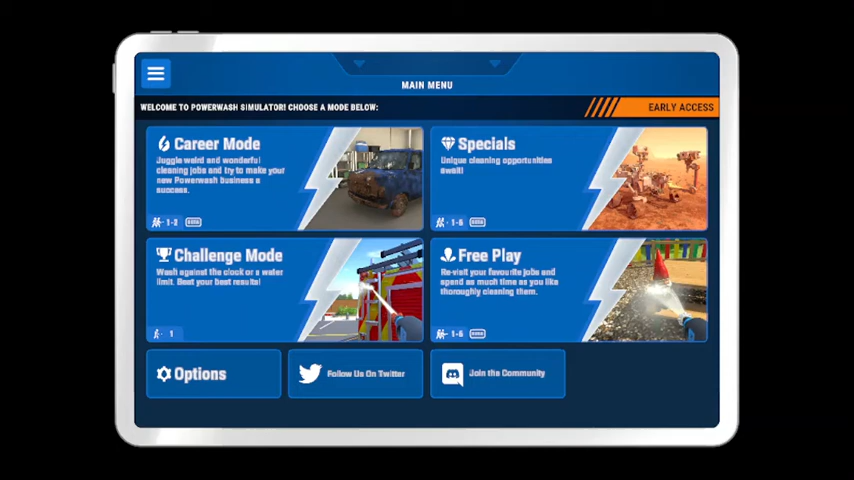 MAIN MENU
WELCOME TO POWERWASH SIMULATOR! CHOOSE A MODE BELOW:
EARLY ACCESS
Career Mode
Juggle weird and wonderful
cleaning jobs and try to make your
new Powerwash business a
success.
1-2
Specials
Unique cleaning opportunities
await!
1-6
Challenge Mode
Wash against the clock or a water
limit. Beat your best results!
1
Free Play
Re-visit your favourite jobs and
spend as much time as you like
thoroughly cleaning them.
1-6
Options
Follow Us On Twitter
Join the Community